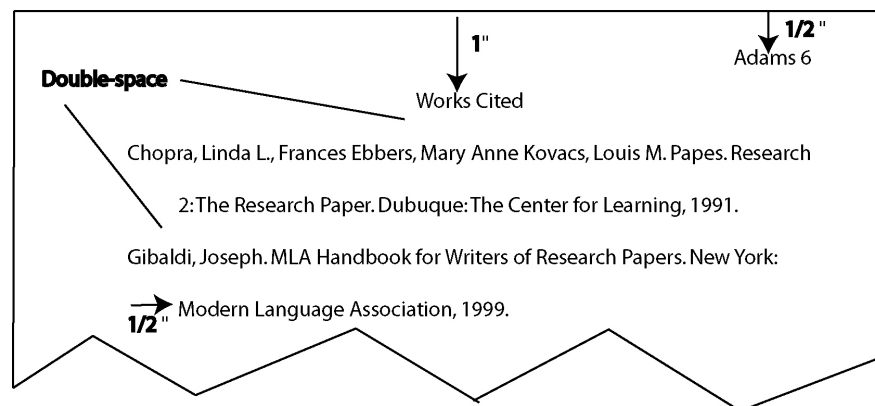 1"
1/2"
Adams 6
Double-space
Works Cited
Chopra, Linda L., Frances Ebbers, Mary Anne Kovacs, Louis M. Papes. Research
2: The Research Paper. Dubuque: The Center for Learning, 1991.
Gibaldi, Joseph. MLA Handbook for Writers of Research Papers. New York:
Modern Language Association, 1999.
1/2"